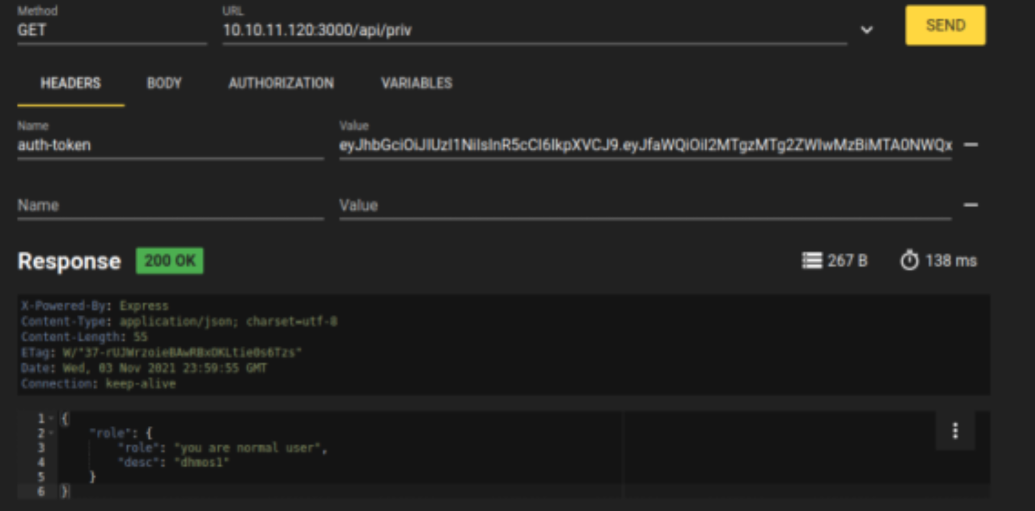 Method
GET
URL
10.10.11.120:3000/api/priv
SEND
HEADERS BODY AUTHORIZATION VARIABLES
Name
auth-token
Value
eyJhbGciOiJIUzI1NiIsInR5cCI6IkpXVCJ9.eyJfaWQiOiI2MTgzMTg2ZWIwMzBiMTA0NWQx
Name
Value
Response 200 OK 267 B 138 ms
X-Powered-By: Express
Content-Type: application/json; charset=utf-8
Content-Length: 55
ETag:
Date: Wed, 03 Nov 2021 23:59:55 GMT
Connection: keep-alive
1 {
2 "role": {
3 "role": "you are normal user",
4 "desc": "dhmos1"
5 }
6 }